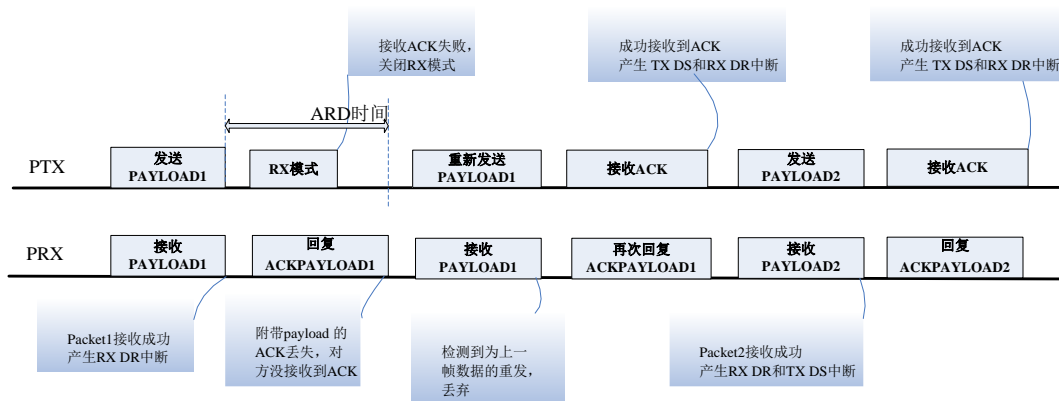 接收ACK失败，
关闭RX模式
成功接收到ACK
产生 TX DS和RX DR中断
成功接收到ACK
产生 TX DS和RX DR中断
ARD时间
PTX
发送
PAYLOAD1
RX模式
重新发送
PAYLOAD1
接收ACK
发送
PAYLOAD2
接收ACK
PRX
接收
PAYLOAD1
回复
ACKPAYLOAD1
接收
PAYLOAD1
再次回复
ACKPAYLOAD1
接收
PAYLOAD2
回复
ACKPAYLOAD2
Packet1接收成功
产生RX DR中断
附带payload 的
ACK丢失，对
方没接收到ACK
检测到为上一
帧数据的重发，
丢弃
Packet2接收成功
产生RX DR和TX DS中断